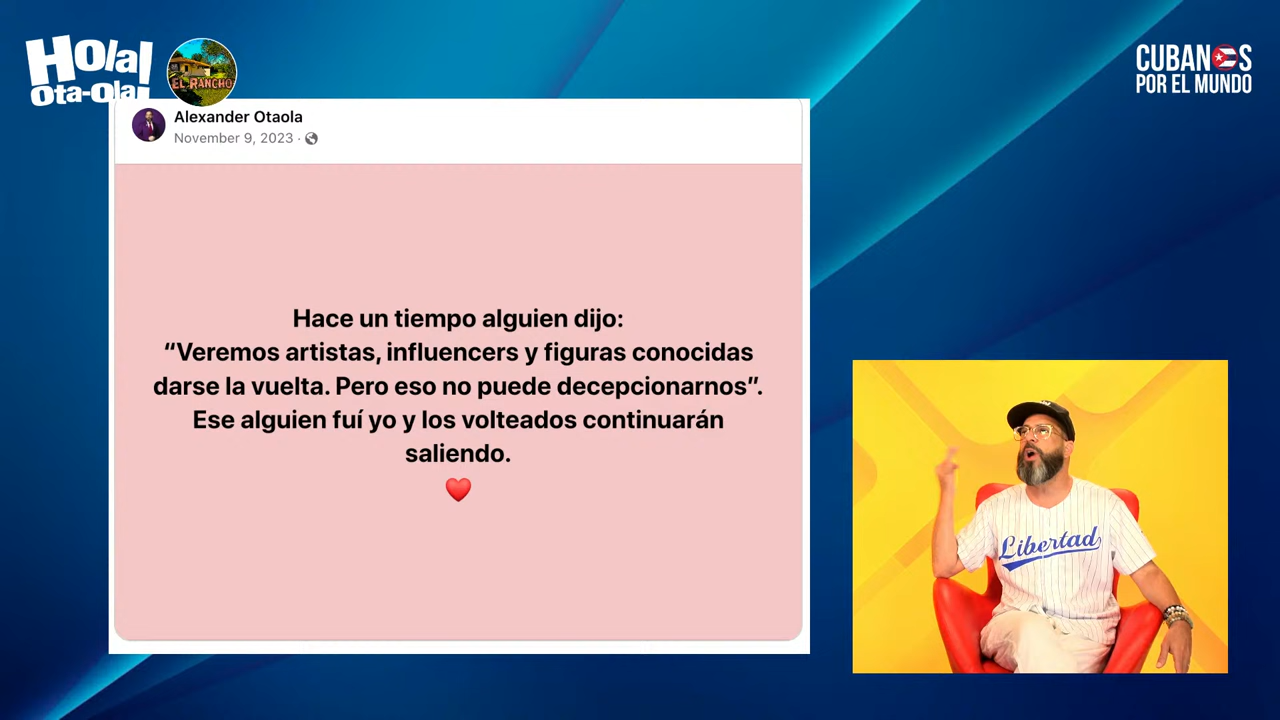 Hola!
Ota-Ola!
EL RANCHO
CUBANOS
POR EL MUNDO
Alexander Otaola
November 9, 2023 ·
Hace un tiempo alguien dijo:
“Veremos artistas, influencers y figuras conocidas
darse la vuelta. Pero eso no puede decepcionarnos”.
Ese alguien fuí yo y los volteados continuarán
saliendo.
Libertad